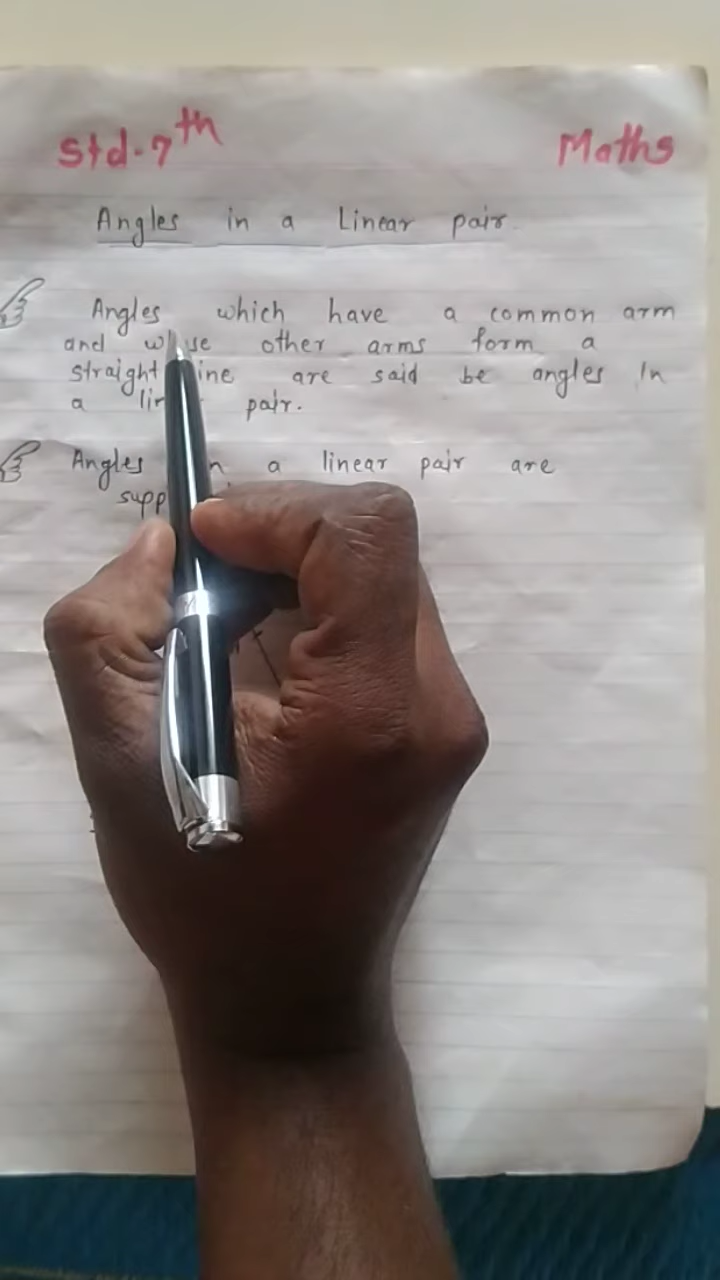 Std-7th Maths
Angles in a Linear pair.
Angles which have a common arm
and other arms form a
straight are said be angles in
a pair.
Angles a linear pair are